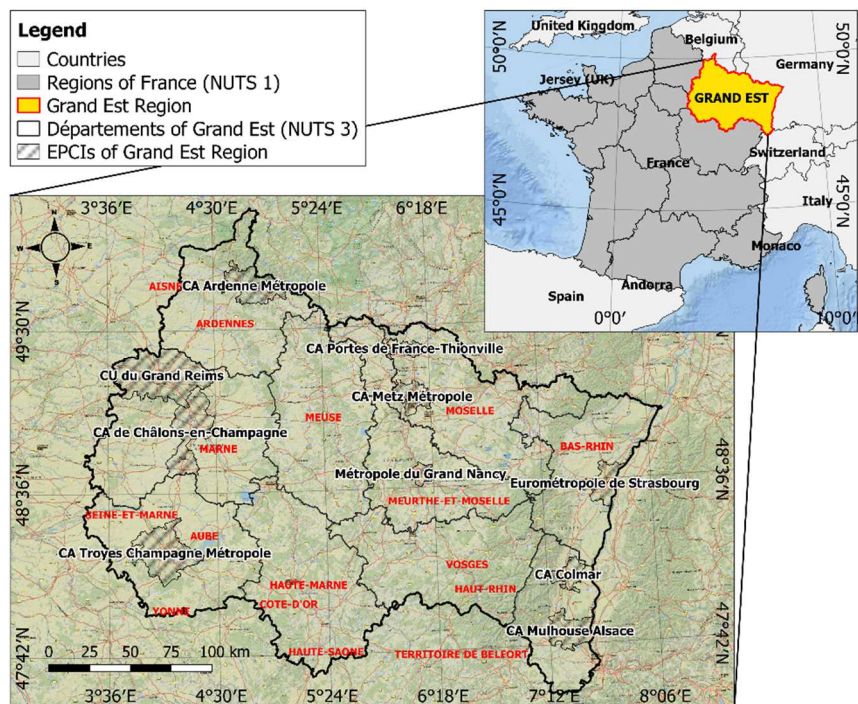 Legend
Countries
Regions of France (NUTS 1)
Grand Est Region
Départements of Grand Est (NUTS 3)
EPCIs of Grand Est Region
United Kingdom
Belgium
Germany
Jersey (UK)
GRAND EST
France
Switzerland
Italy
Monaco
Andorra
Spain
50°0′N
50°0′N
45°0′N
45°0′N
0°0′
10°0′E
3°36′E 4°30′E 5°24′E 6°18′E
N
W E
S
AISNE
CA Ardenne Métropole
ARDENNES
CA Portes de France-Thionville
CU du Grand Reims
CA Metz Métropole
MEUSE
MOSELLE
CA de Châlons-en-Champagne
MARNE
BAS-RHIN
Métropole du Grand Nancy
Eurométropole de Strasbourg
MEURTHE-ET-MOSELLE
SEINE-ET-MARNE
AUBE
CA Troyes Champagne Métropole
VOSGES
CA Colmar
HAUTE-MARNE
HAUT-RHIN
YONNE
COTE-D'OR
CA Mulhouse Alsace
HAUTE-SAONE
TERRITOIRE DE BELFORT
0 25 50 75 100 km
49°30′N
48°36′N
47°42′N
48°36′N
47°42′N
3°36′E 4°30′E 5°24′E 6°18′E 7°12′E 8°06′E